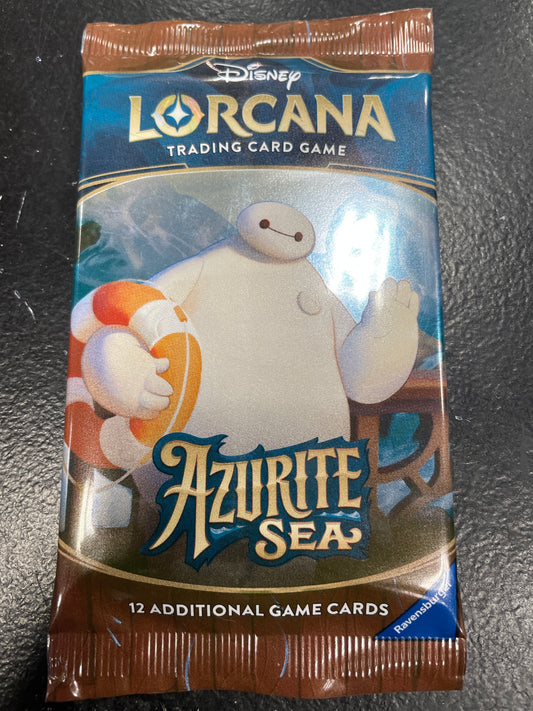 Disney
LORCANA
TRADING CARD GAME
AZURITE
SEA
12 ADDITIONAL GAME CARDS
Ravensburger